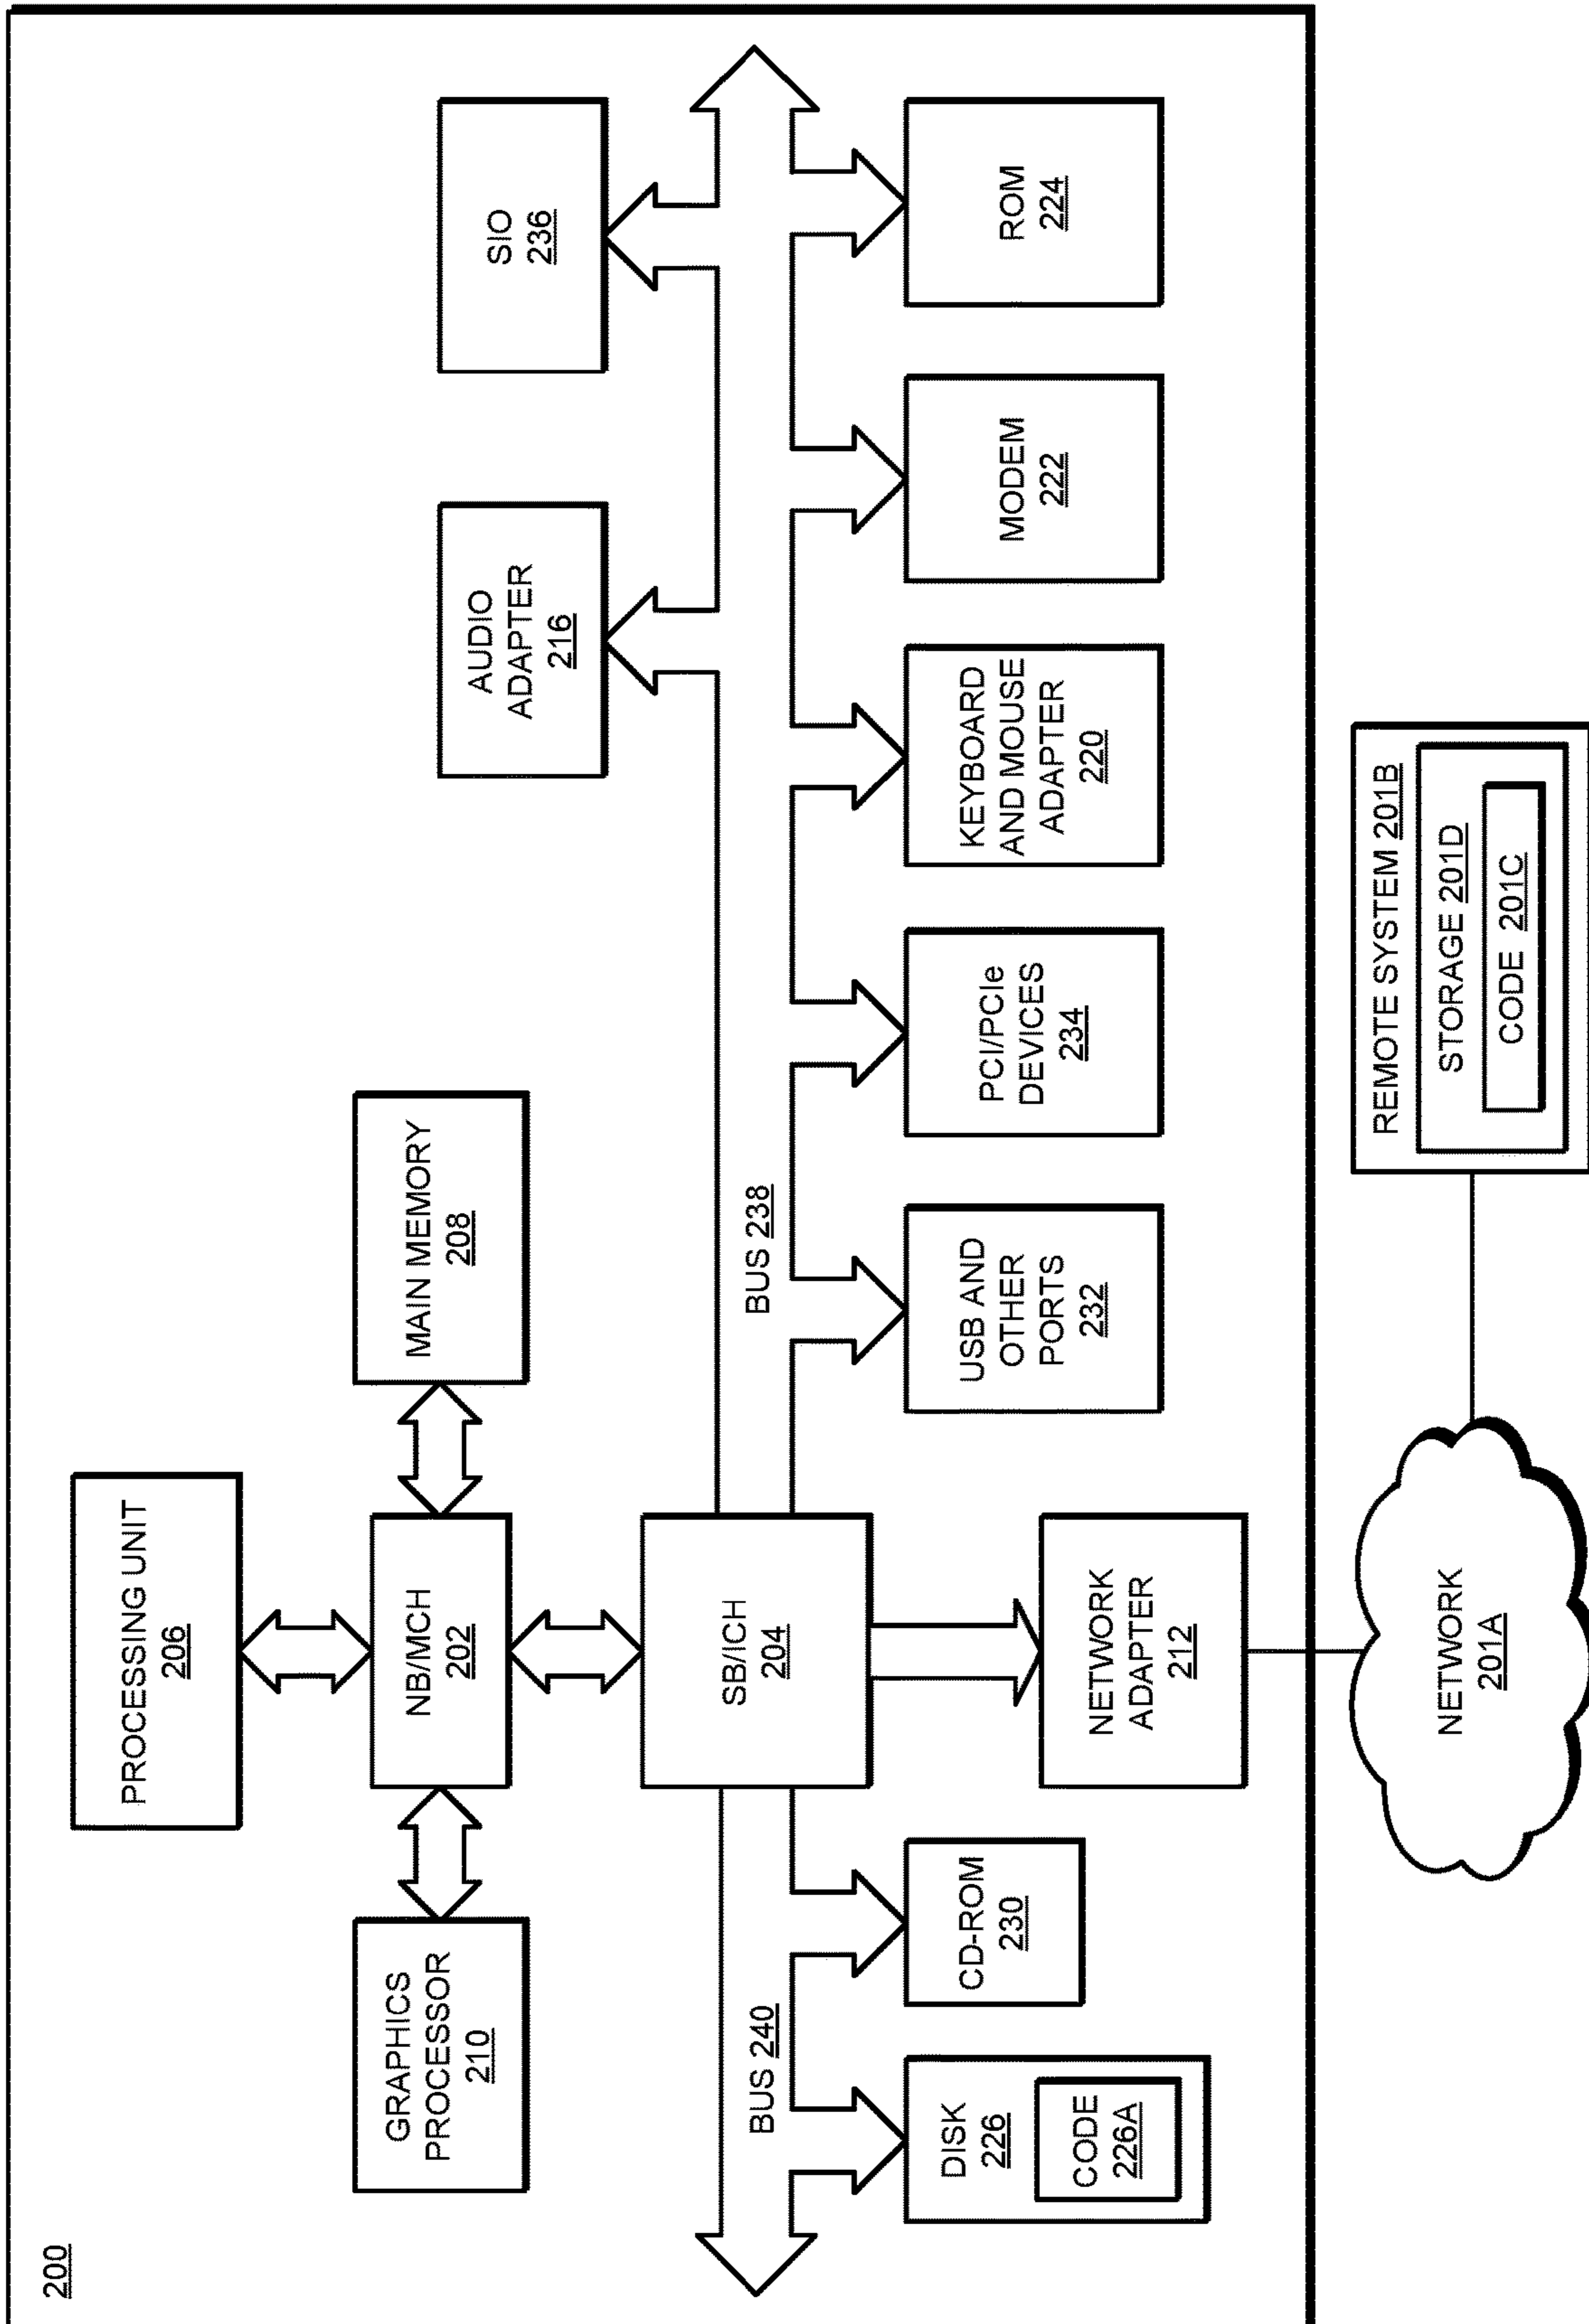 200
PROCESSING UNIT
206
GRAPHICS
PROCESSOR
210
NB/MCH
202
MAIN MEMORY
208
AUDIO
ADAPTER
216
SIO
236
SB/ICH
204
BUS 240
BUS 238
DISK
226
CODE
226A
CD-ROM
230
USB AND
OTHER
PORTS
232
PCI/PCIe
DEVICES
234
KEYBOARD
AND MOUSE
ADAPTER
220
MODEM
222
ROM
224
NETWORK
ADAPTER
212
NETWORK
201A
REMOTE SYSTEM 201B
STORAGE 201D
CODE 201C